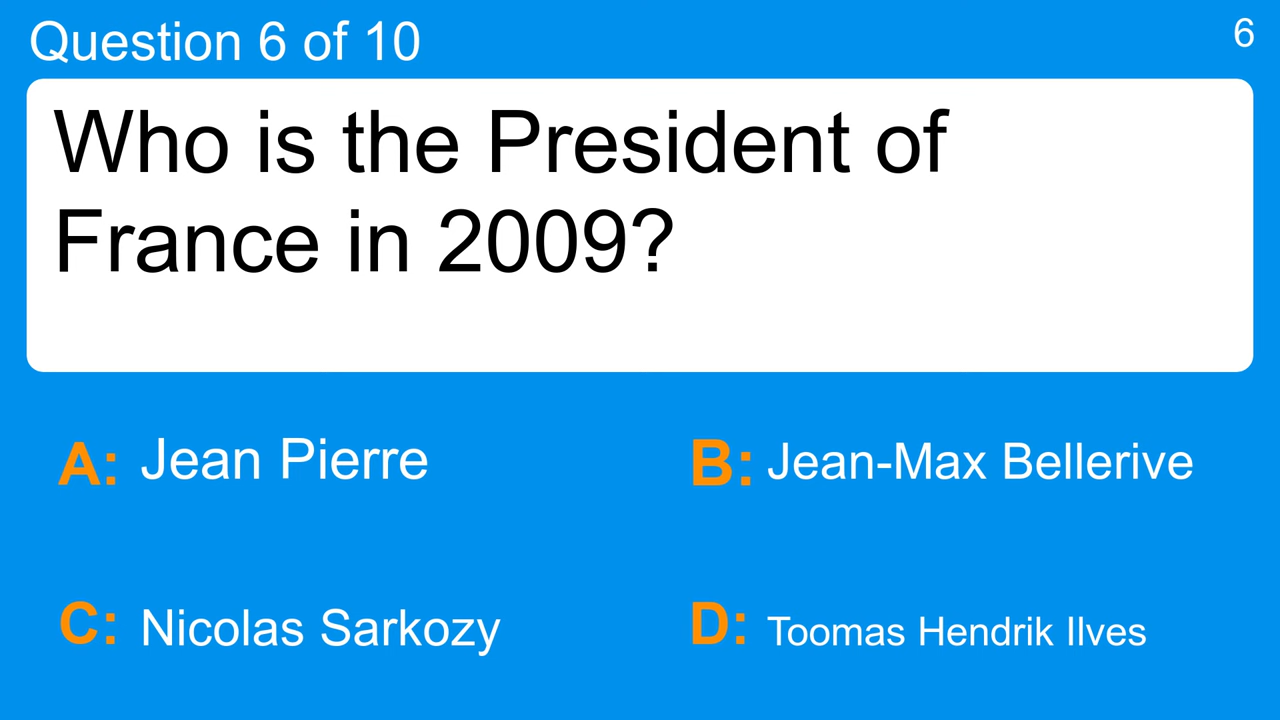 Question 6 of 10
6
Who is the President of
France in 2009?
A: Jean Pierre
B: Jean-Max Bellerive
C: Nicolas Sarkozy
D: Toomas Hendrik Ilves